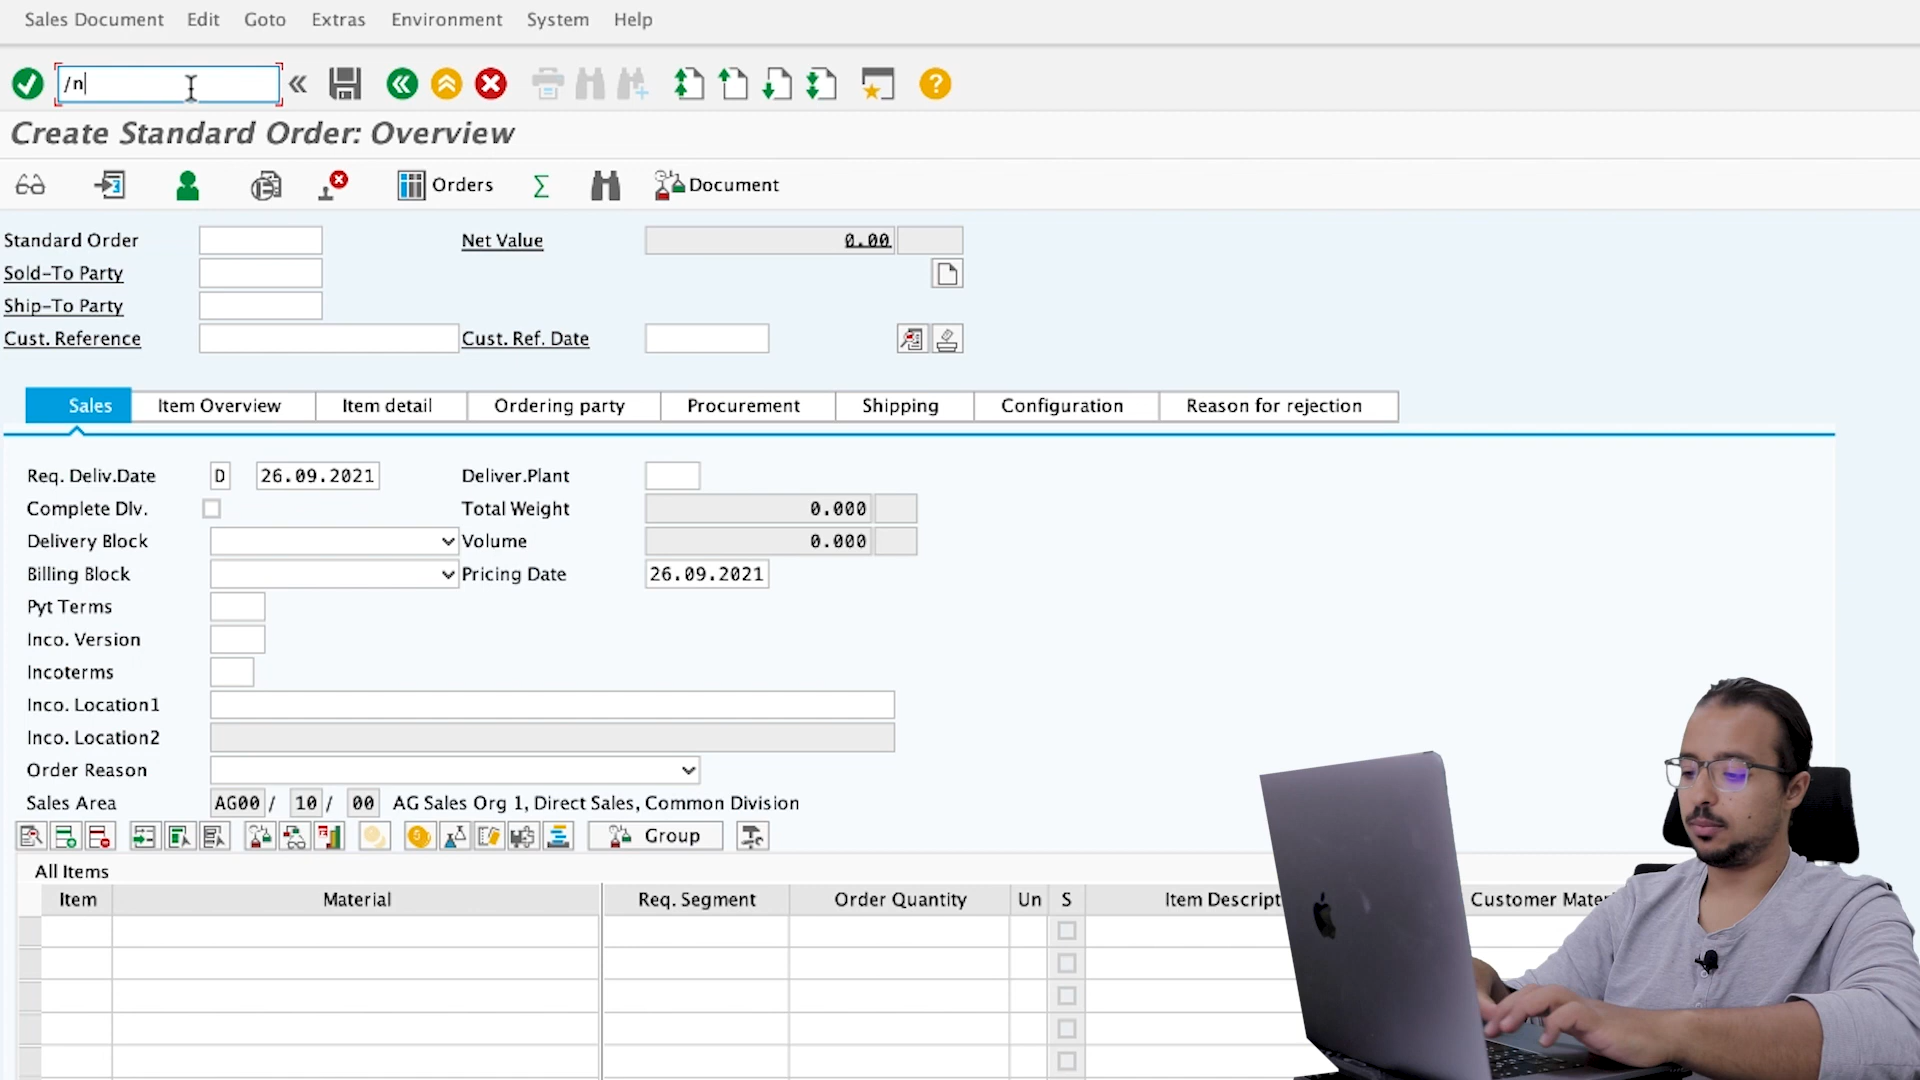 Sales Document Edit Goto Extras Environment System Help
/n
Create Standard Order: Overview
Orders Document
Standard Order Net Value 0.00
Sold-To Party
Ship-To Party
Cust. Reference Cust. Ref. Date
Sales Item Overview Item detail Ordering party Procurement Shipping Configuration Reason for rejection
Req. Deliv.Date D 26.09.2021 Deliver.Plant
Complete Dlv. Total Weight 0.000
Delivery Block Volume 0.000
Billing Block Pricing Date 26.09.2021
Pyt Terms
Inco. Version
Incoterms
Inco. Location1
Inco. Location2
Order Reason
Sales Area AG00 / 10 / 00 AG Sales Org 1, Direct Sales, Common Division
Group
All Items
Item Material Req. Segment Order Quantity Un S Item Descript Customer Mater